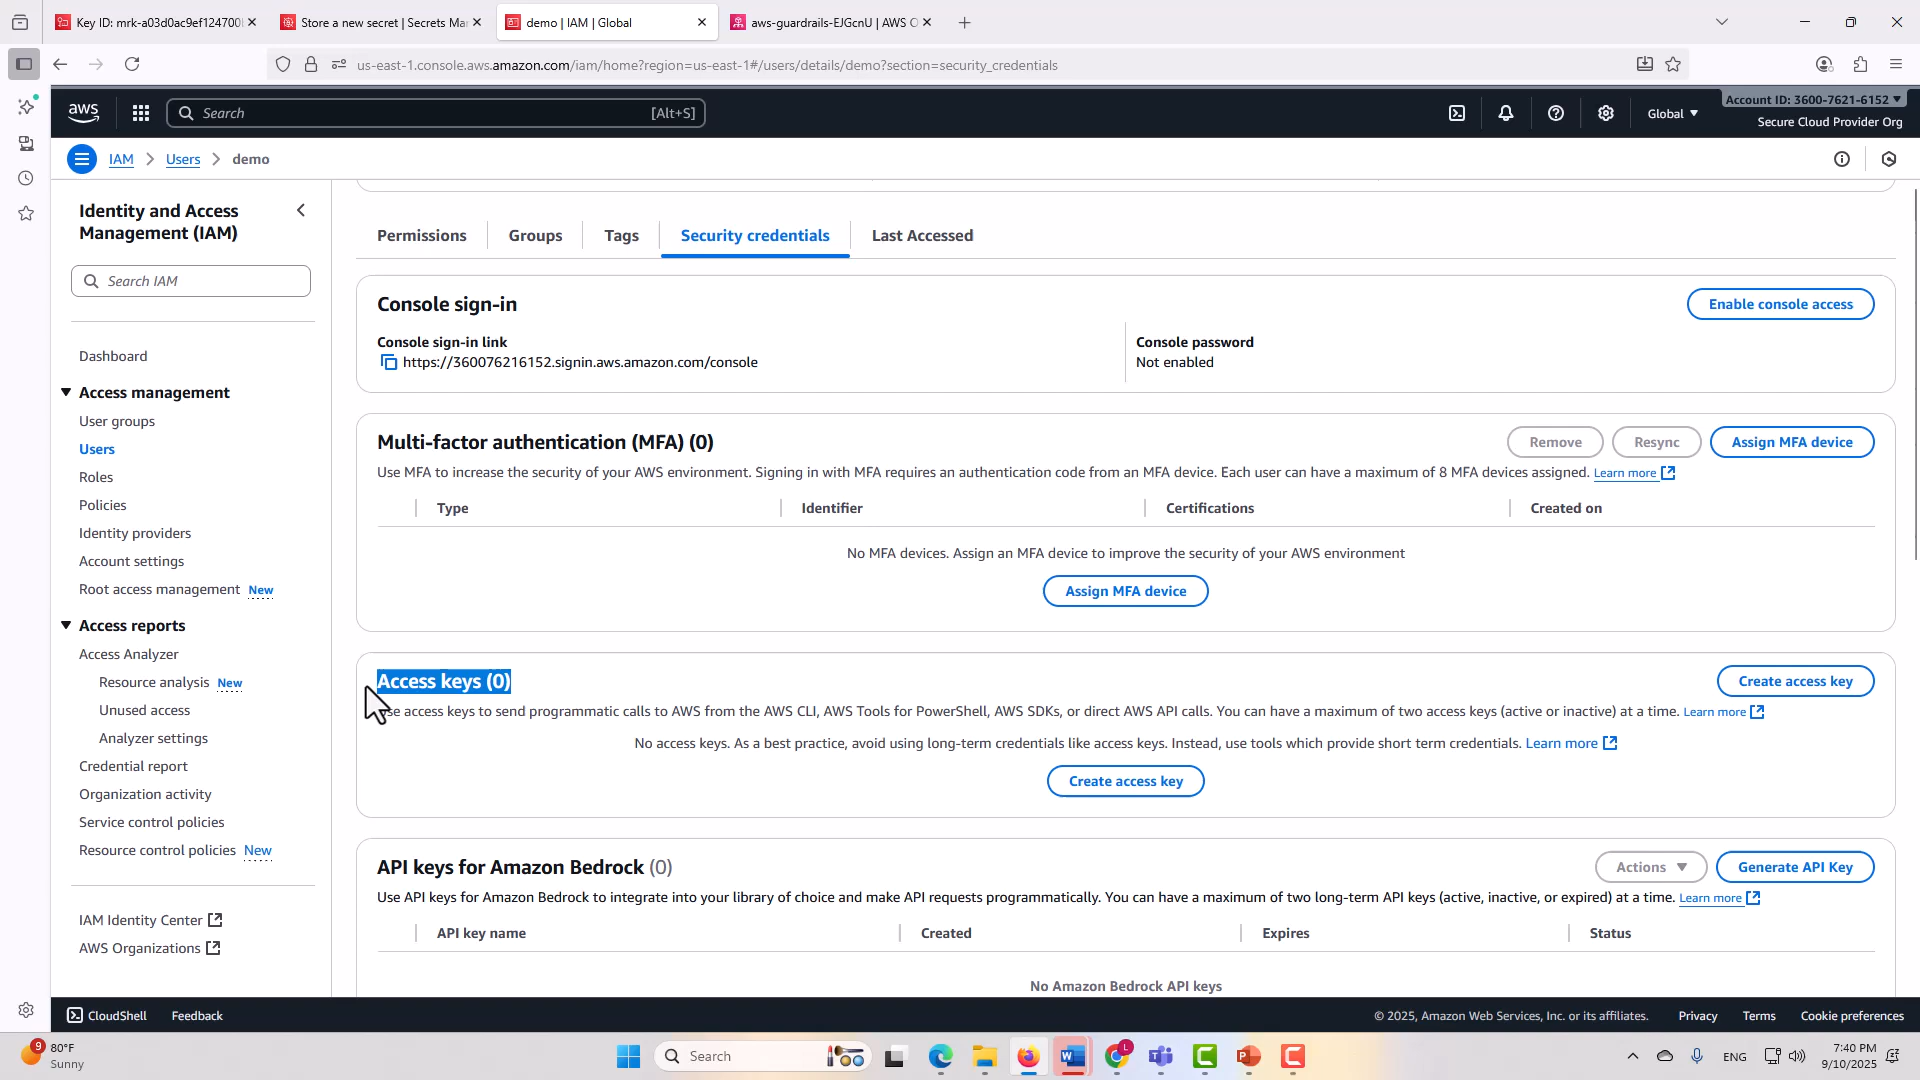 Key ID: mrk-a03d0ac9ef124700
Store a new secret | Secrets Ma
demo | IAM | Global
aws-guardrails-EJGcnU | AWS O
us-east-1.console.aws.amazon.com/iam/home?region=us-east-1#/users/details/demo?section=security_credentials
aws
Search
[Alt+S]
Global
Account ID: 3600-7621-6152
Secure Cloud Provider Org
IAM
Users
demo
Identity and Access
Management (IAM)
Search IAM
Dashboard
Access management
User groups
Users
Roles
Policies
Identity providers
Account settings
Root access management New
Access reports
Access Analyzer
Resource analysis New
Unused access
Analyzer settings
Credential report
Organization activity
Service control policies
Resource control policies New
IAM Identity Center
AWS Organizations
Permissions
Groups
Tags
Security credentials
Last Accessed
Console sign-in
Enable console access
Console sign-in link
https://360076216152.signin.aws.amazon.com/console
Console password
Not enabled
Multi-factor authentication (MFA) (0)
Remove
Resync
Assign MFA device
Use MFA to increase the security of your AWS environment. Signing in with MFA requires an authentication code from an MFA device. Each user can have a maximum of 8 MFA devices assigned. Learn more
Type
Identifier
Certifications
Created on
No MFA devices. Assign an MFA device to improve the security of your AWS environment
Assign MFA device
Access keys (0)
Create access key
Use access keys to send programmatic calls to AWS from the AWS CLI, AWS Tools for PowerShell, AWS SDKs, or direct AWS API calls. You can have a maximum of two access keys (active or inactive) at a time. Learn more
No access keys. As a best practice, avoid using long-term credentials like access keys. Instead, use tools which provide short term credentials. Learn more
Create access key
API keys for Amazon Bedrock (0)
Actions
Generate API Key
Use API keys for Amazon Bedrock to integrate into your library of choice and make API requests programmatically. You can have a maximum of two long-term API keys (active, inactive, or expired) at a time. Learn more
API key name
Created
Expires
Status
No Amazon Bedrock API keys
CloudShell
Feedback
© 2025, Amazon Web Services, Inc. or its affiliates.
Privacy
Terms
Cookie preferences
9
80°F
Sunny
Search
L
ENG
7:40 PM
9/10/2025